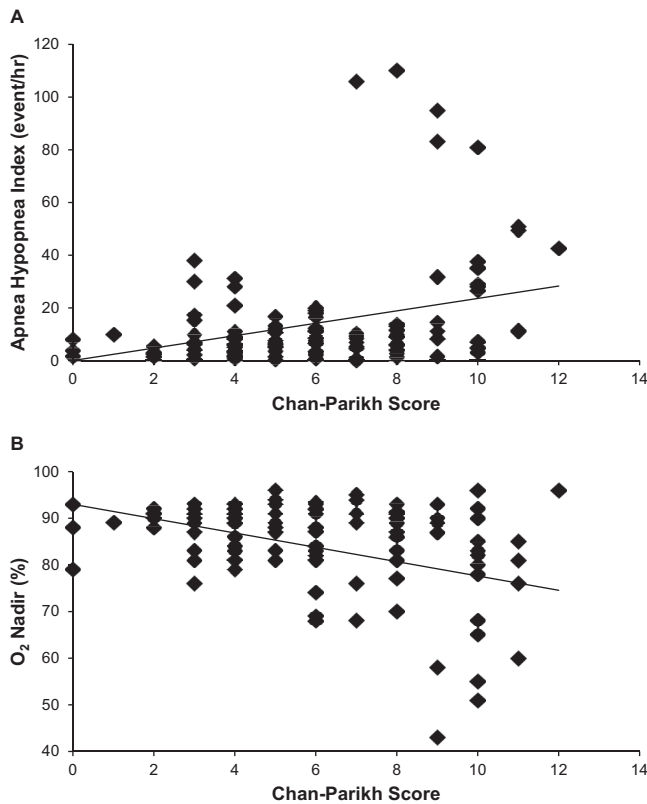 A
120
100
80
60
40
20
0
0 2 4 6 8 10 12 14
Apnea Hypopnea Index (event/hr)
Chan-Parikh Score
B
100
90
80
70
60
50
40
0 2 4 6 8 10 12 14
O₂ Nadir (%)
Chan-Parikh Score